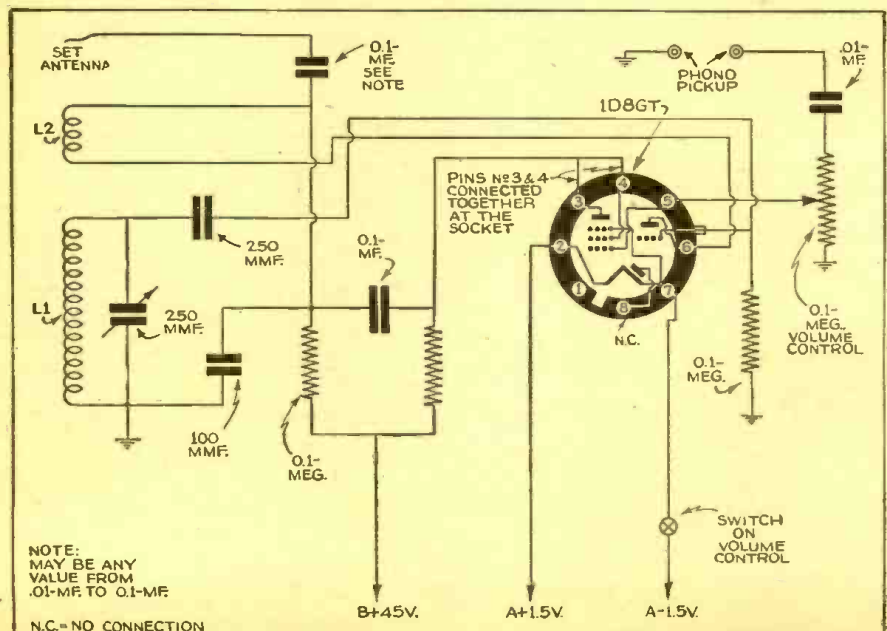 SET
ANTENNA
0.1-
MF.
SEE
NOTE
PHONO
PICKUP
.01-
MF.
1D8GT
L2
PINS Nº3 & 4
CONNECTED
TOGETHER
AT THE
SOCKET
4
3
5
2
6
1
7
8
N.C.
250
MMF.
0.1-
MF.
L1
250
MMF.
100
MMF.
0.1-
MEG.
0.1-
MEG.
0.1-
MEG.
VOLUME
CONTROL
SWITCH
ON
VOLUME
CONTROL
NOTE:
MAY BE ANY
VALUE FROM
.01-MF. TO 0.1-MF.
N.C.=NO CONNECTION
B+45V.
A+1.5V.
A-1.5V.